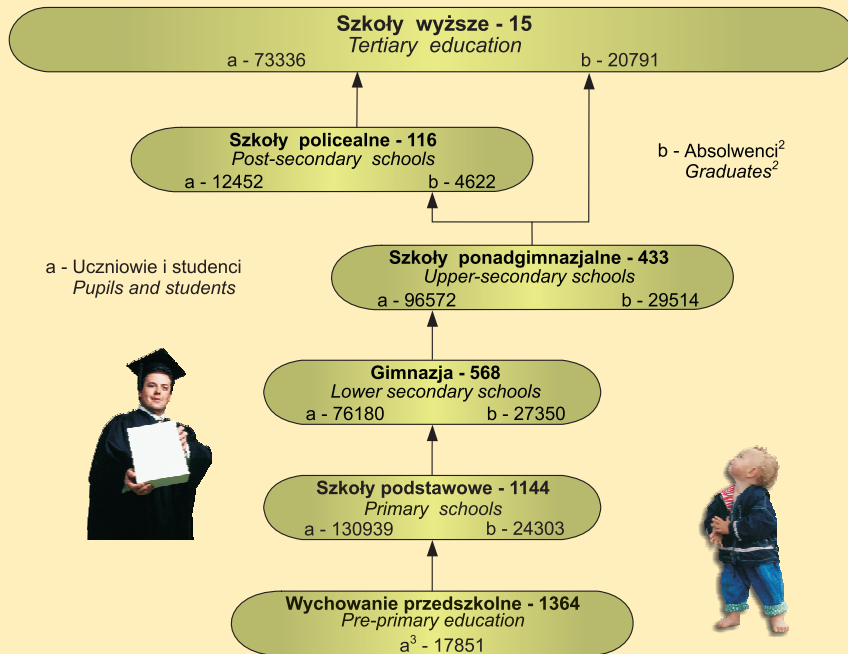 Szkoły wyższe - 15
Tertiary education
a - 73336 b - 20791
Szkoły policealne - 116
Post-secondary schools
a - 12452 b - 4622
b - Absolwenci²
Graduates²
Szkoły ponadgimnazjalne - 433
Upper-secondary schools
a - 96572 b - 29514
a - Uczniowie i studenci
Pupils and students
Gimnazja - 568
Lower secondary schools
a - 76180 b - 27350
Szkoły podstawowe - 1144
Primary schools
a - 130939 b - 24303
Wychowanie przedszkolne - 1364
Pre-primary education
a³ - 17851